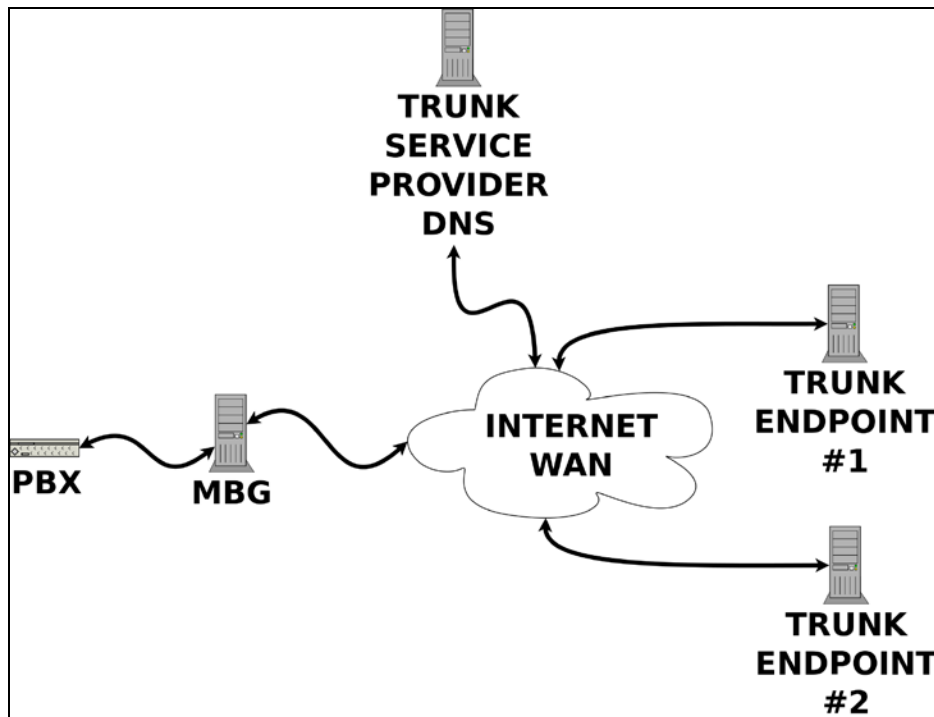 TRUNK
SERVICE
PROVIDER
DNS
TRUNK
ENDPOINT
#1
INTERNET
WAN
PBX
MBG
TRUNK
ENDPOINT
#2